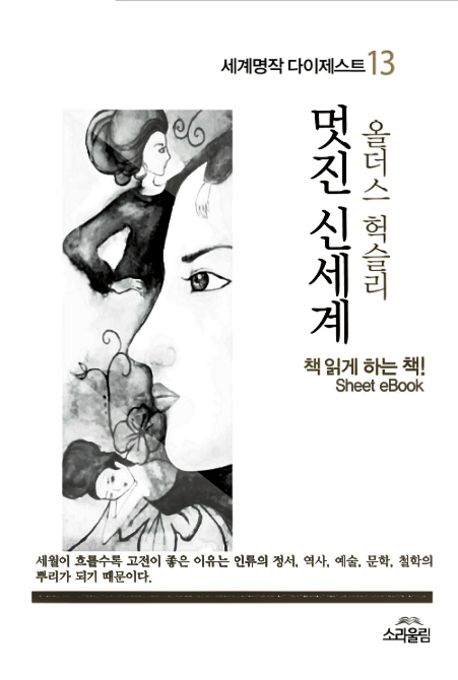 세계명작 다이제스트13
멋진 신세계
올더스 헉슬리
책 읽게 하는 책!
Sheet eBook
세월이 흐를수록 고전이 좋은 이유는 인류의 정서, 역사, 예술, 문학, 철학의
뿌리가 되기 때문이다.
소리울림